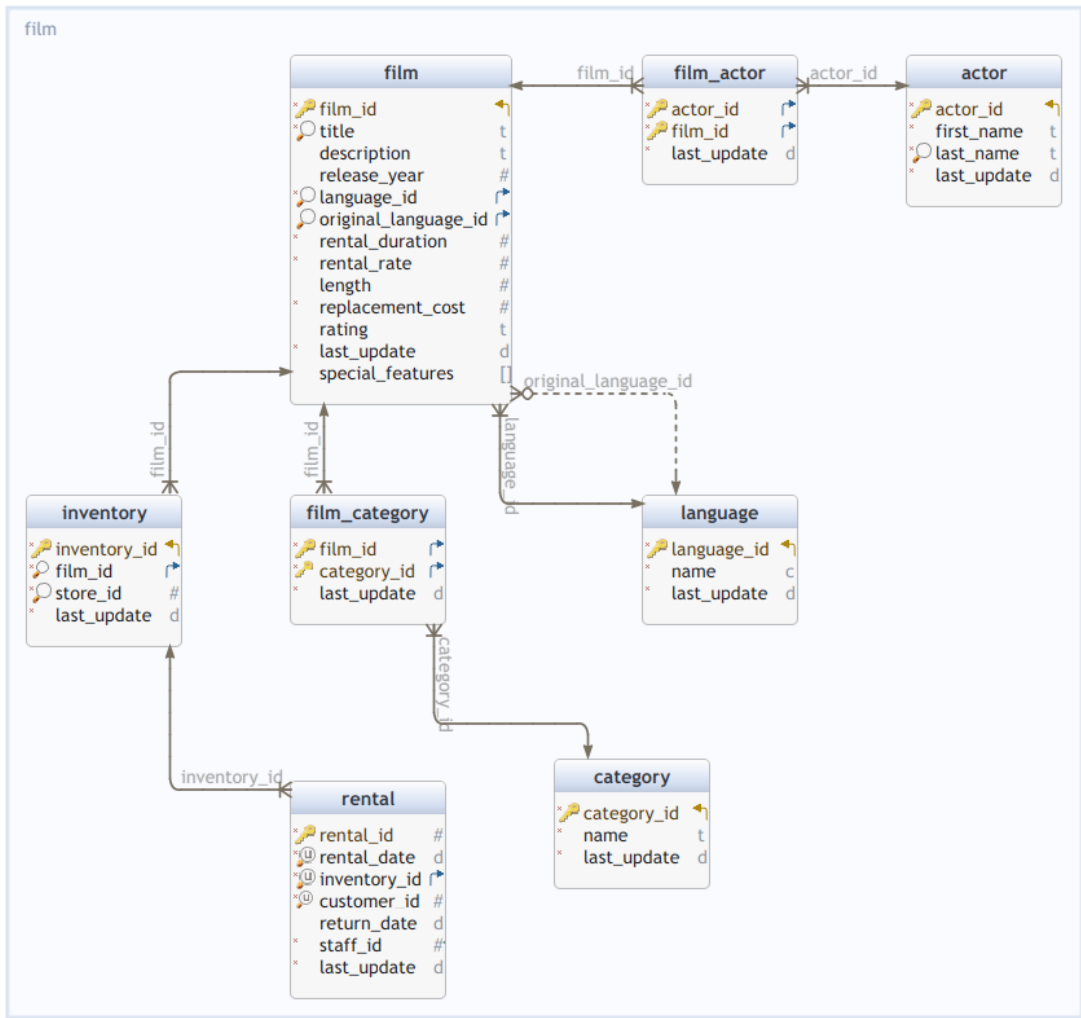 film
film
film_id
title t
description t
release_year #
language_id
original_language_id
rental_duration #
rental_rate #
length #
replacement_cost #
rating t
last_update d
special_features []
film_id
film_actor
actor_id
film_id
last_update d
actor_id
actor
actor_id
first_name t
last_name t
last_update d
original_language_id
language_id
film_id
film_id
inventory
inventory_id
film_id
store_id #
last_update d
film_category
film_id
category_id
last_update d
language
language_id
name c
last_update d
category_id
inventory_id
rental
rental_id #
u rental_date d
u inventory_id
u customer_id #
return_date d
staff_id #
last_update d
category
category_id
name t
last_update d